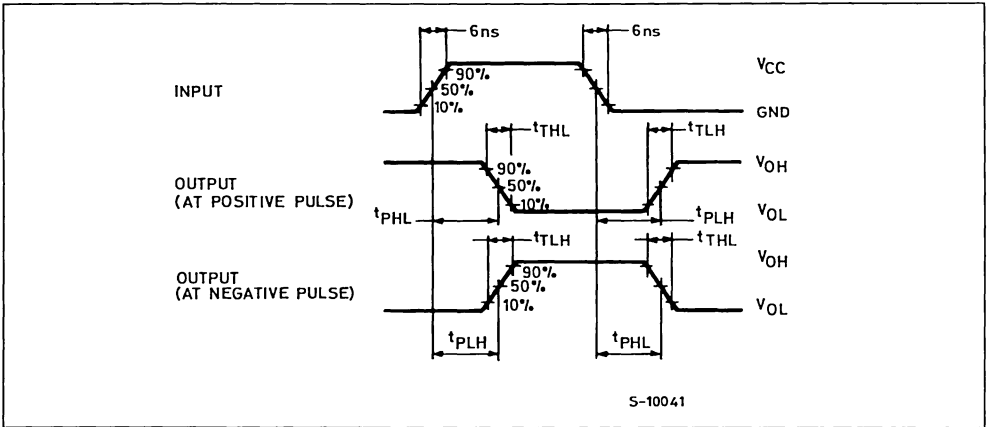 6ns
6ns
INPUT
90%
50%
10%
VCC
GND
tTHL
tTLH
OUTPUT
(AT POSITIVE PULSE)
90%
50%
10%
VOH
VOL
tPHL
tPLH
tTLH
tTHL
OUTPUT
(AT NEGATIVE PULSE)
90%
50%
10%
VOH
VOL
tPLH
tPHL
S-10041